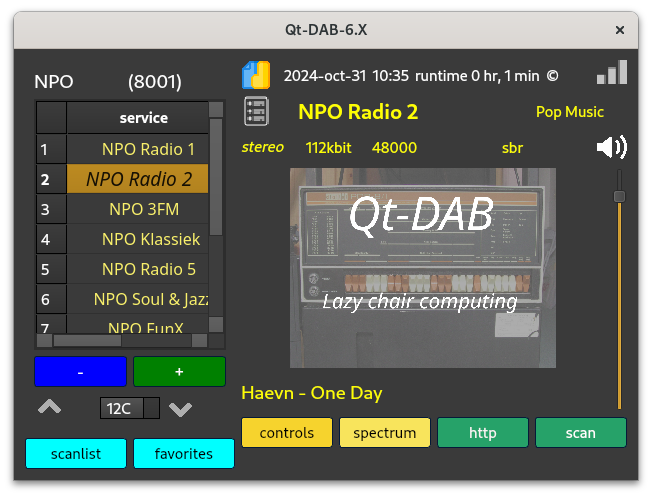 Qt-DAB-6.X
×
NPO (8001)
2024-oct-31 10:35 runtime 0 hr, 1 min ©
NPO Radio 2 Pop Music
stereo 112kbit 48000 sbr
service
1 NPO Radio 1
2 NPO Radio 2
3 NPO 3FM
4 NPO Klassiek
5 NPO Radio 5
6 NPO Soul & Jazz
7 NPO FunX
Qt-DAB
Lazy chair computing
- +
12C
Haevn - One Day
controls spectrum http scan
scanlist favorites